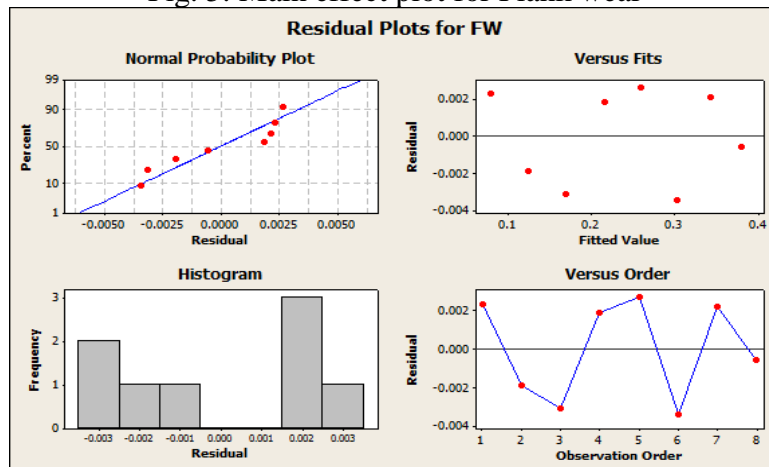 Residual Plots for FW
Normal Probability Plot
99
90
50
10
1
Percent
-0.0050 -0.0025 0.0000 0.0025 0.0050
Residual
Versus Fits
0.002
0.000
-0.002
-0.004
Residual
0.1 0.2 0.3 0.4
Fitted Value
Histogram
3
2
1
0
Frequency
-0.003 -0.002 -0.001 0.000 0.001 0.002 0.003
Residual
Versus Order
0.002
0.000
-0.002
-0.004
Residual
1 2 3 4 5 6 7 8
Observation Order